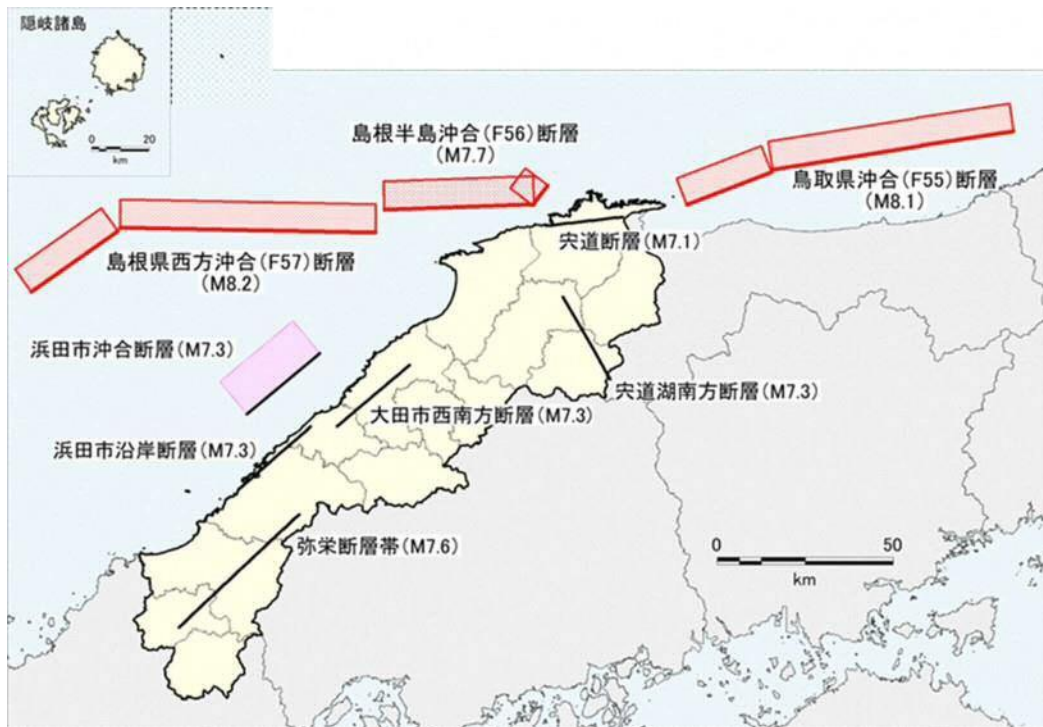 隠岐諸島
0 20
km
島根半島沖合(F56)断層
(M7.7)
鳥取県沖合(F55)断層
(M8.1)
宍道断層(M7.1)
島根県西方沖合(F57)断層
(M8.2)
浜田市沖合断層(M7.3)
宍道湖南方断層(M7.3)
大田市西南方断層(M7.3)
浜田市沿岸断層(M7.3)
弥栄断層帯(M7.6)
0 50
km